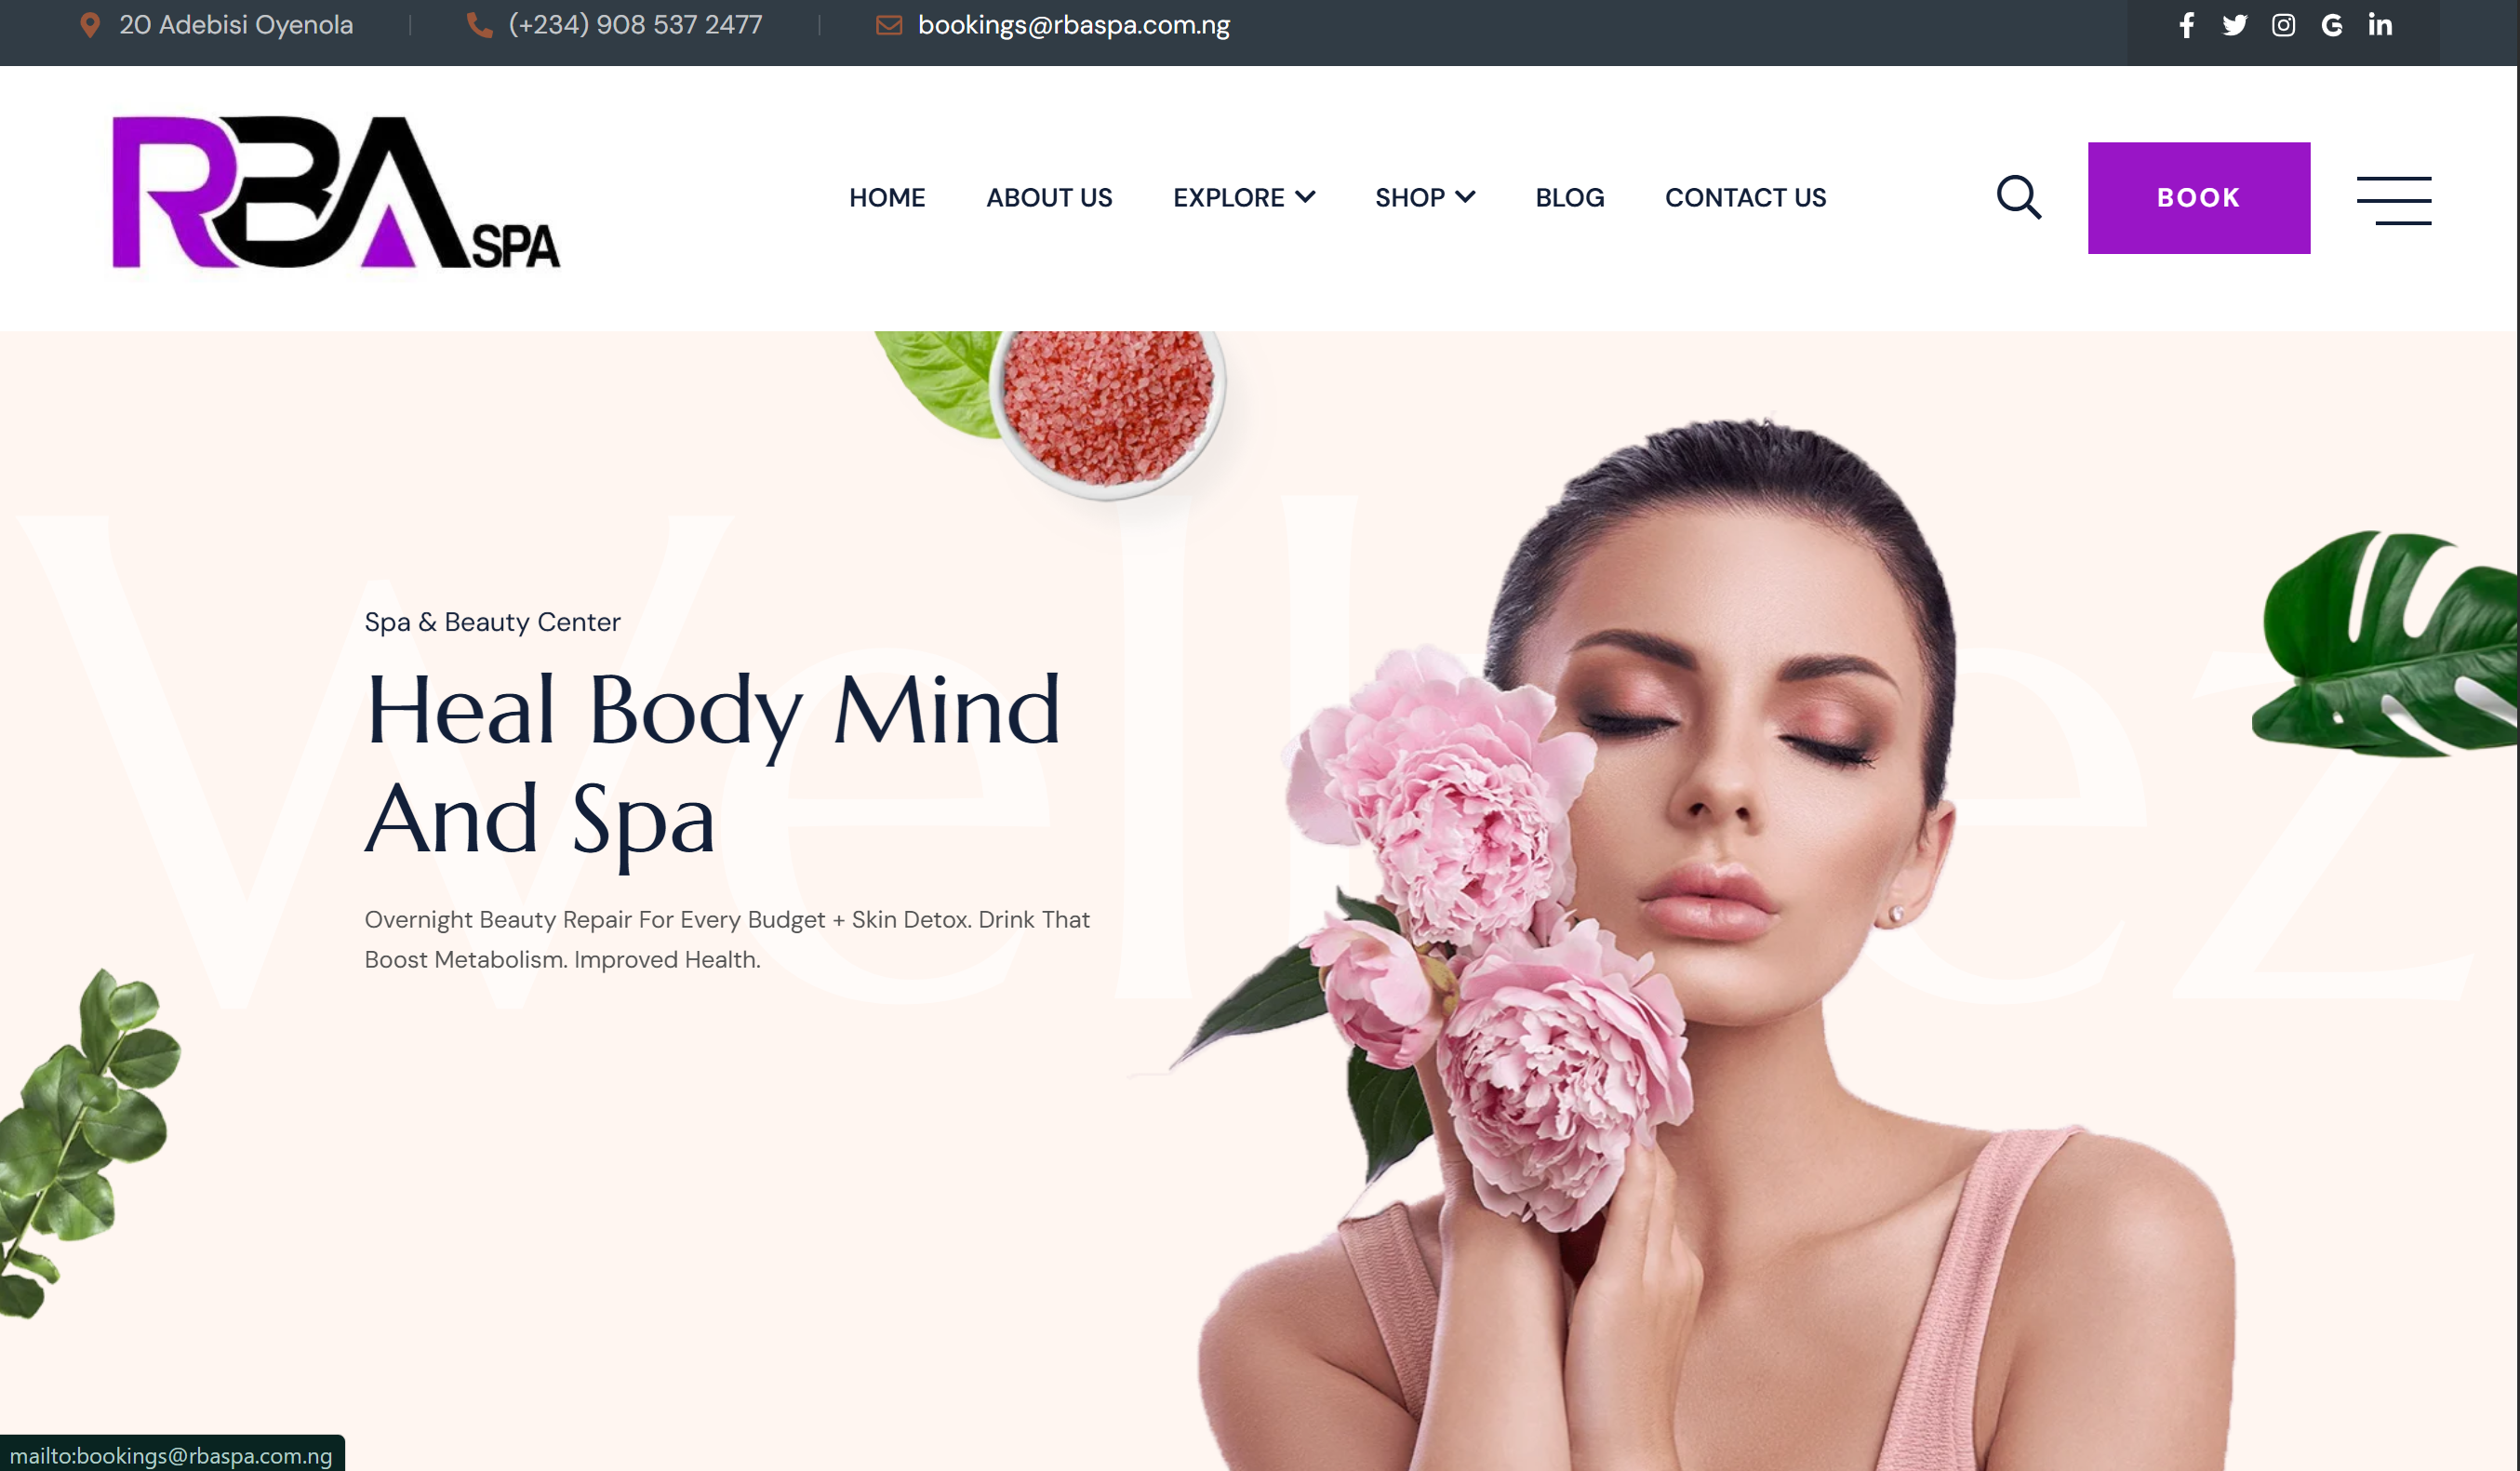 20 Adebisi Oyenola
(+234) 908 537 2477
bookings@rbaspa.com.ng
RBA SPA
HOME
ABOUT US
EXPLORE
SHOP
BLOG
CONTACT US
BOOK
Spa & Beauty Center
Heal Body Mind
And Spa
Overnight Beauty Repair For Every Budget + Skin Detox. Drink That
Boost Metabolism. Improved Health.
mailto:bookings@rbaspa.com.ng